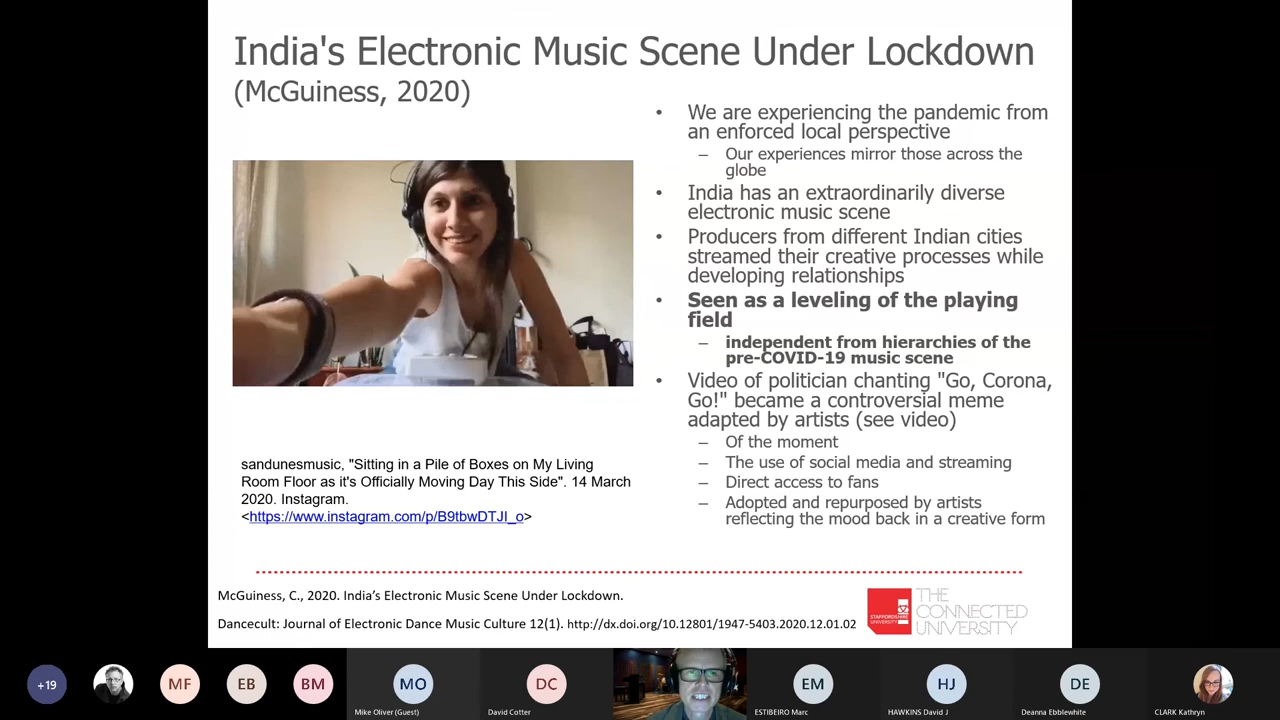 India's Electronic Music Scene Under Lockdown
(McGuiness, 2020)
• We are experiencing the pandemic from
an enforced local perspective
– Our experiences mirror those across the
globe
• India has an extraordinarily diverse
electronic music scene
• Producers from different Indian cities
streamed their creative processes while
developing relationships
• Seen as a leveling of the playing
field
– independent from hierarchies of the
pre-COVID-19 music scene
• Video of politician chanting "Go, Corona,
Go!" became a controversial meme
adapted by artists (see video)
– Of the moment
– The use of social media and streaming
– Direct access to fans
– Adopted and repurposed by artists
reflecting the mood back in a creative form
sandunesmusic, "Sitting in a Pile of Boxes on My Living
Room Floor as it's Officially Moving Day This Side". 14 March
2020. Instagram.
<https://www.instagram.com/p/B9tbwDTJI_o>
McGuiness, C., 2020. India’s Electronic Music Scene Under Lockdown.
Dancecult: Journal of Electronic Dance Music Culture 12(1). http://dx.doi.org/10.12801/1947-5403.2020.12.01.02
STAFFORDSHIRE
UNIVERSITY
THE
CONNECTED
UNIVERSITY
+19
MF
EB
BM
MO
Mike Oliver (Guest)
DC
David Cotter
EM
ESTIBEIRO Marc
HJ
HAWKINS David J
DE
Deanna Ebblewhite
CLARK Kathryn